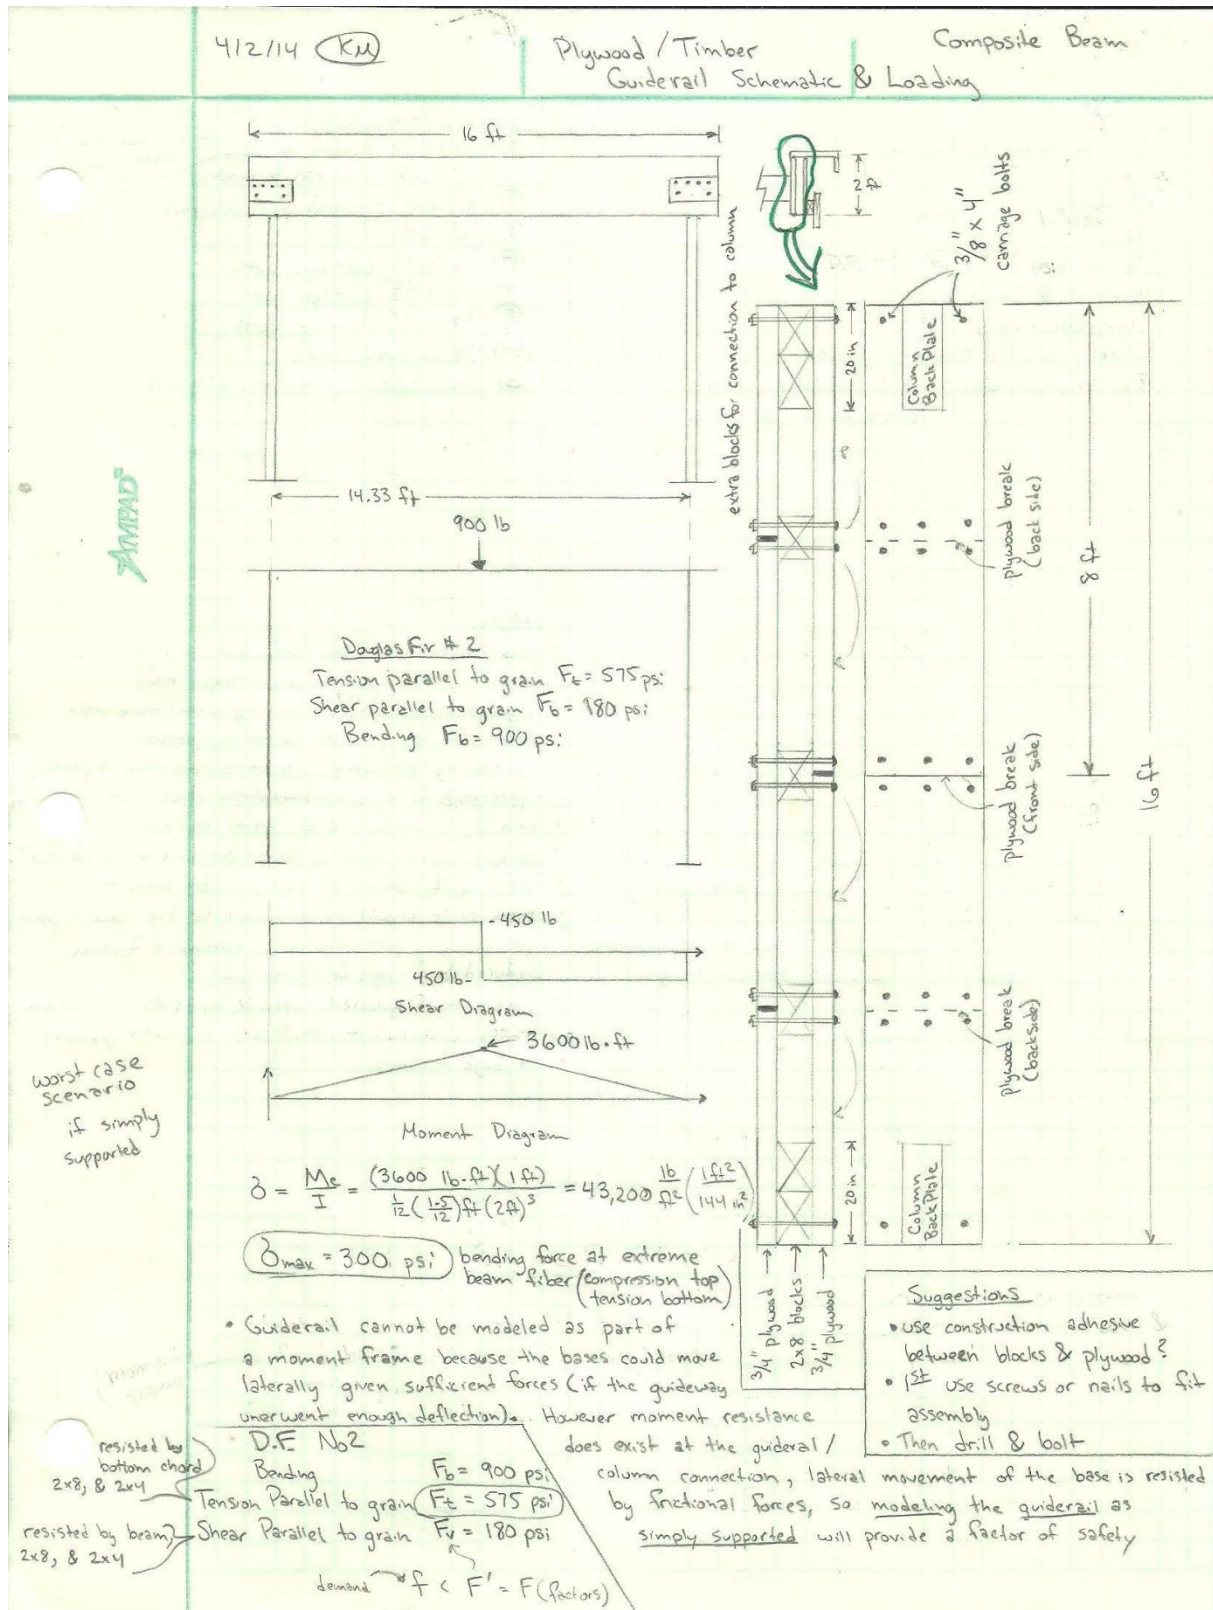 4/2/14 KM
Plywood / Timber Composite Beam
Guiderail Schematic & Loading
16 ft
2 ft
3/8" x 4"
carriage bolts
extra blocks for connection to column
20 in
Column
Back Plate
14.33 ft
900 lb
plywood break
(back side)
8 ft
AMPAD
Douglas Fir # 2
Tension parallel to grain Ft = 575 psi
Shear parallel to grain Fb = 180 psi
Bending Fb = 900 psi
plywood break
(front side)
16 ft
450 lb
450 lb
Shear Diagram
3600 lb·ft
plywood break
(backside)
worst case
scenario
if simply
supported
Moment Diagram
20 in
Column
Back Plate
δ = Mc/I = (3600 lb·ft)(1 ft) / 1/12 (1.5/12) ft (2ft)^3 = 43,200 lb/ft² (1ft²/144 in²)
δmax = 300 psi bending force at extreme
beam fiber (compression top
tension bottom)
3/4" plywood
2x8 blocks
3/4" plywood
Suggestions
• use construction adhesive
between blocks & plywood?
• 1st use screws or nails to fit
assembly
• Then drill & bolt
• Guiderail cannot be modeled as part of
a moment frame because the bases could move
laterally given sufficient forces (if the guideway
unerwent enough deflection). However moment resistance
does exist at the guideral /
column connection, lateral movement of the base is resisted
by frictional forces, so modeling the guiderail as
simply supported will provide a factor of safety
D.F. No2
Bending Fb = 900 psi
resisted by
bottom chord
2x8, & 2x4
Tension Parallel to grain Ft = 575 psi
resisted by beam,
2x8, & 2x4
Shear Parallel to grain Fv = 180 psi
demand f < F' = F (factors)